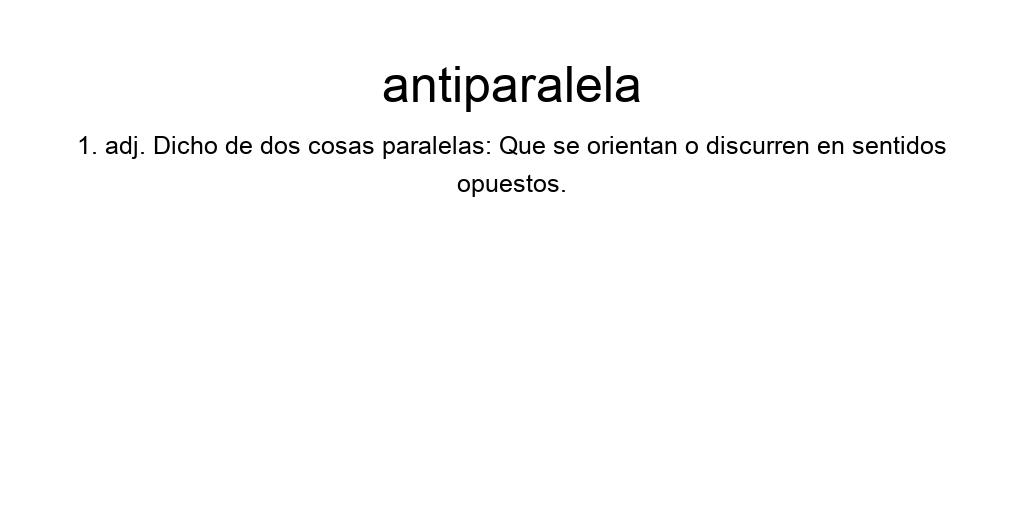 antiparalela
1. adj. Dicho de dos cosas paralelas: Que se orientan o discurren en sentidos
opuestos.